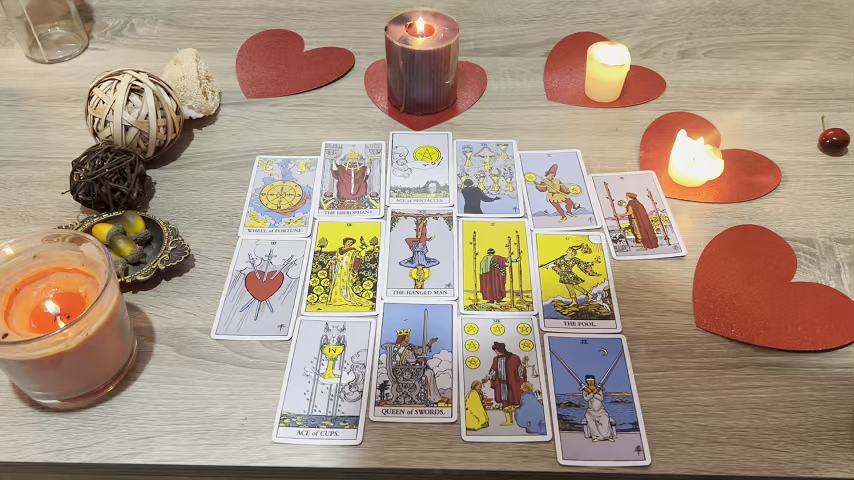 ACE of PENTACLES.
THE HIEROPHANT.
WHEEL of FORTUNE.
THE HANGED MAN.
THE FOOL.
QUEEN of SWORDS.
ACE of CUPS.